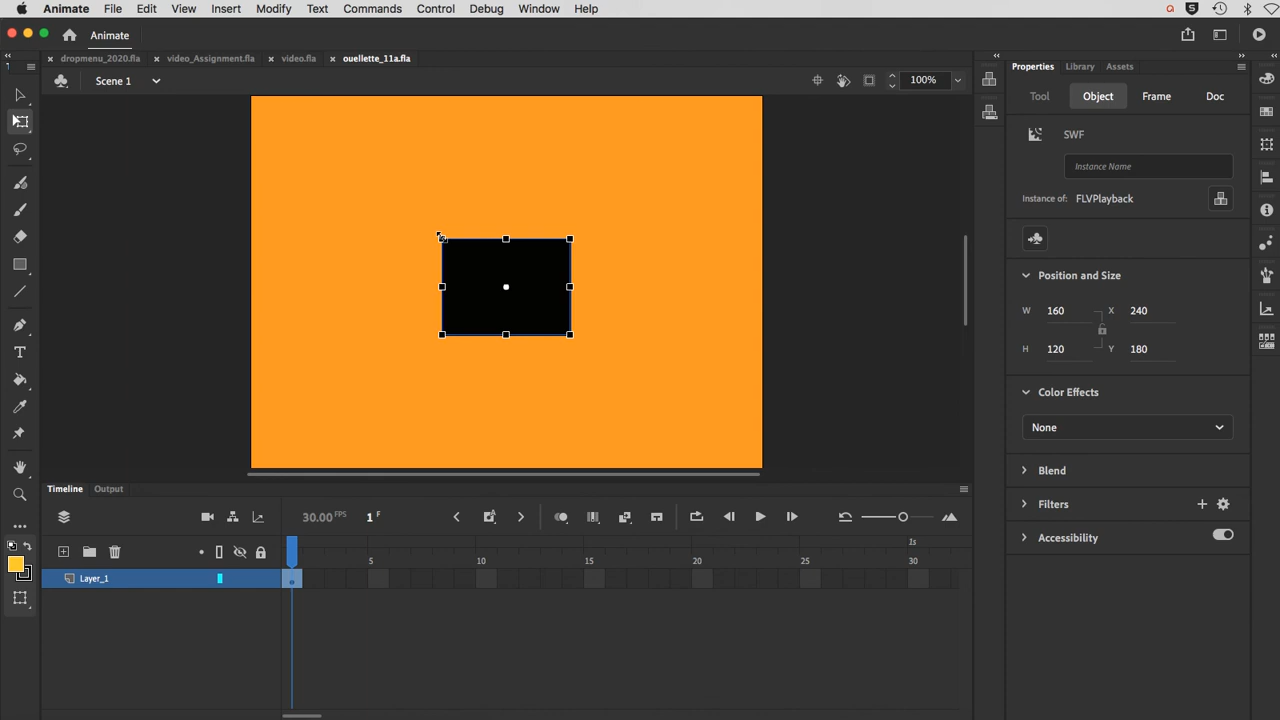 Animate File Edit View Insert Modify Text Commands Control Debug Window Help
Animate
dropmenu_2020.fla video_Assignment.fla video.fla ouellette_11a.fla
Scene 1 100%
Properties Library Assets
Tool Object Frame Doc
SWF
Instance Name
Instance of: FLVPlayback
Position and Size
W 160 X 240
H 120 Y 180
Color Effects
None
Blend
Filters
Accessibility
Timeline Output
30.00 FPS 1 F
1s
5 10 15 20 25 30
Layer_1